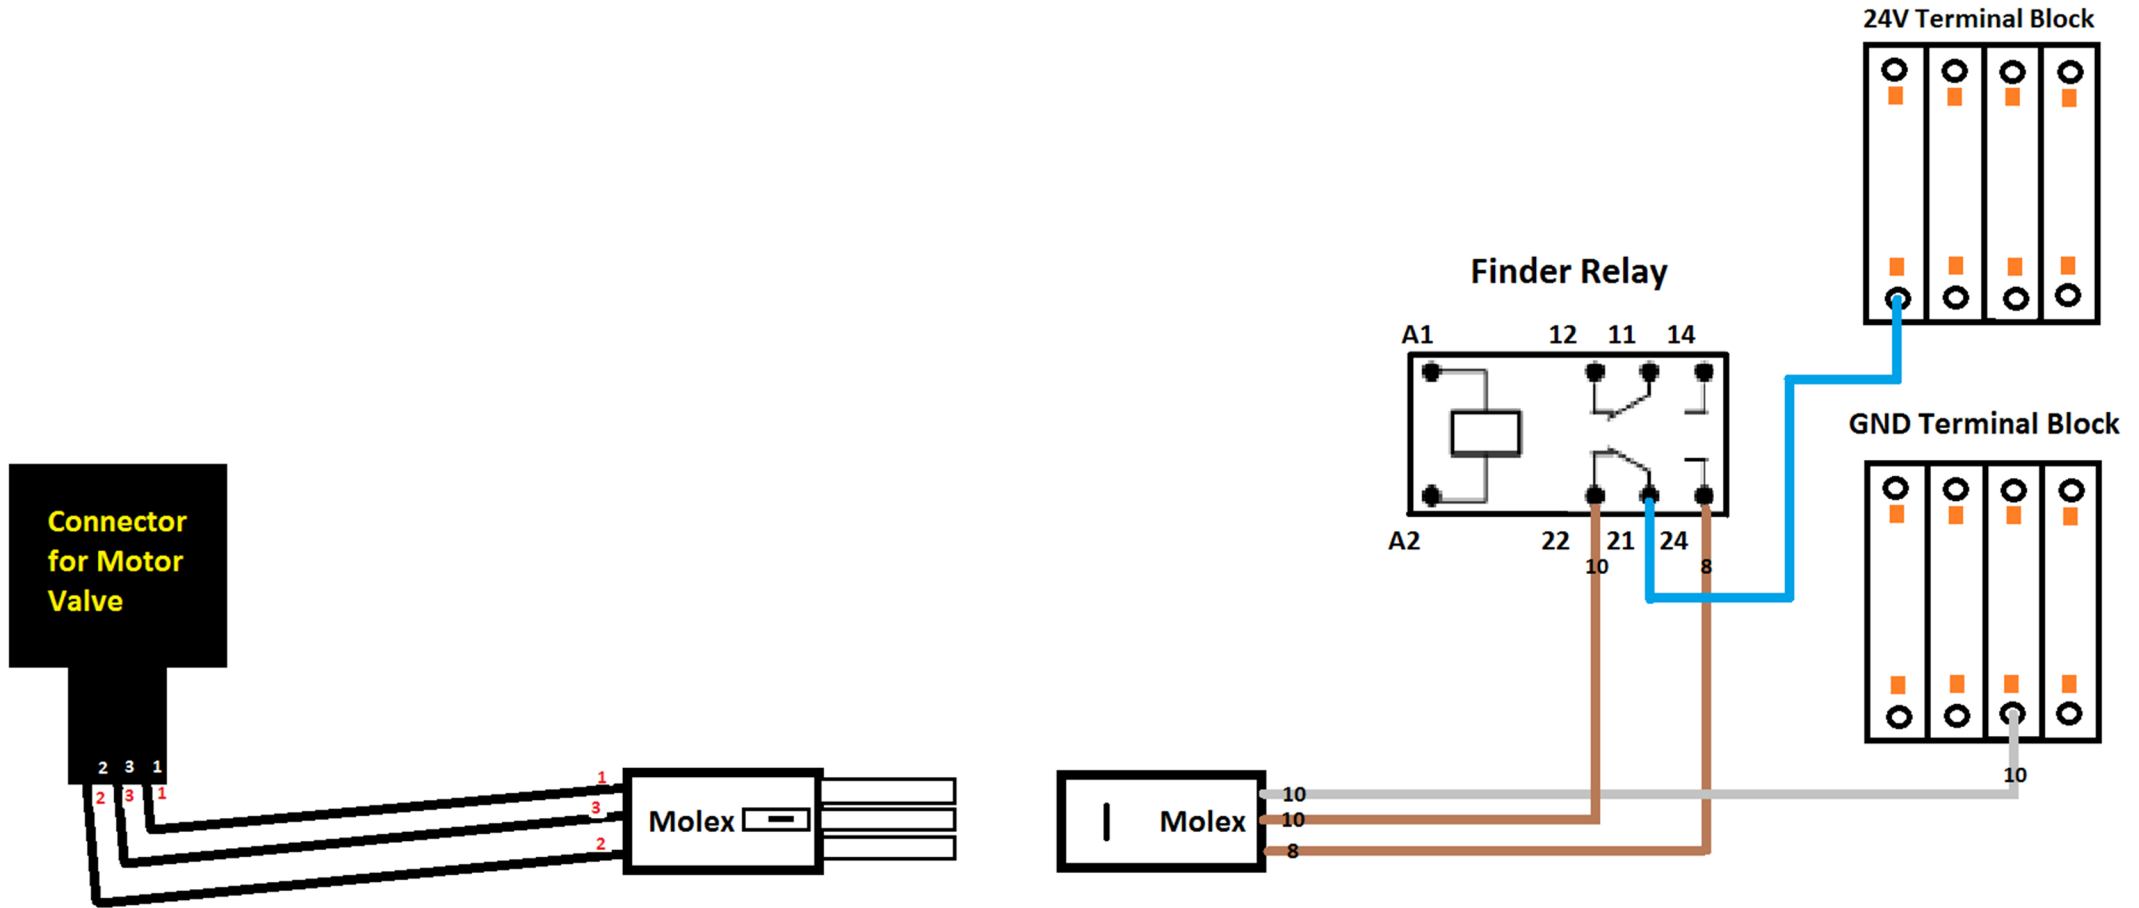 24V Terminal Block
Finder Relay
A1 12 11 14
GND Terminal Block
A2 22 21 24
10 8
Connector
for Motor
Valve
2 3 1
2 3 1
1
3
2
Molex
Molex
10
10
8
10